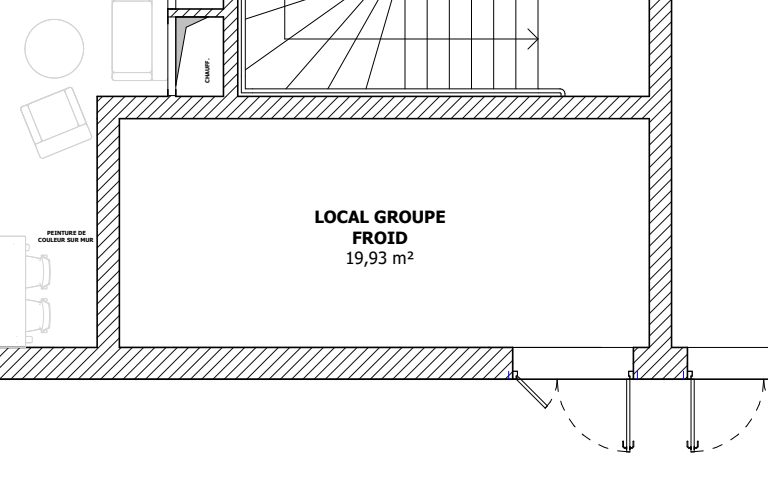 CHAUFF.
LOCAL GROUPE
FROID
19,93 m²
PEINTURE DE
COULEUR SUR MUR